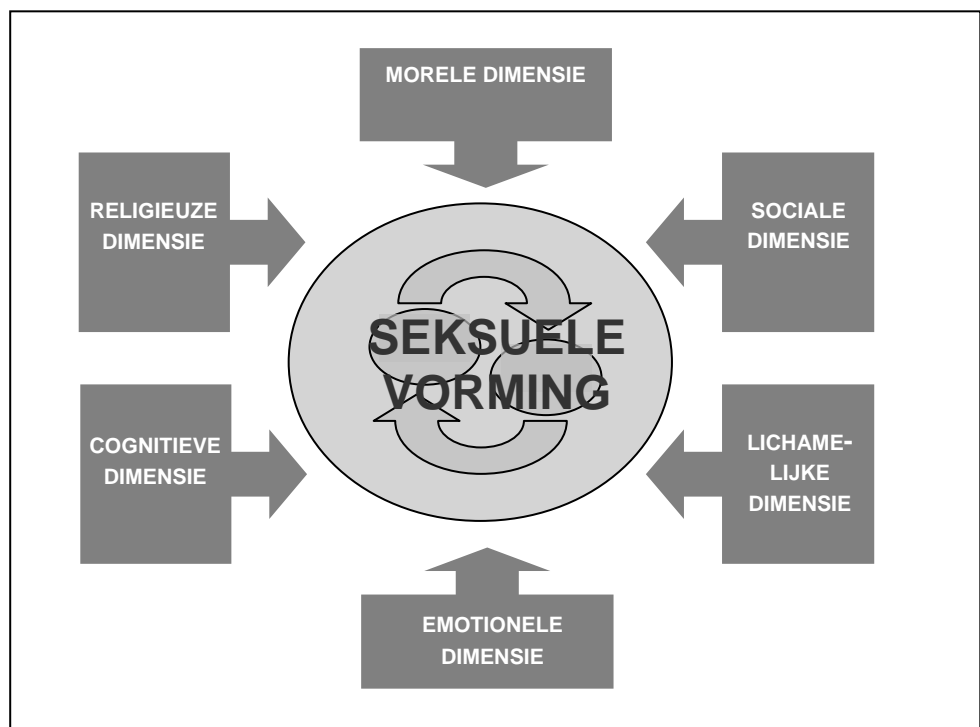 MORELE DIMENSIE
RELIGIEUZE
DIMENSIE
SOCIALE
DIMENSIE
SEKSUELE
VORMING
COGNITIEVE
DIMENSIE
LICHAME-
LIJKE
DIMENSIE
EMOTIONELE
DIMENSIE